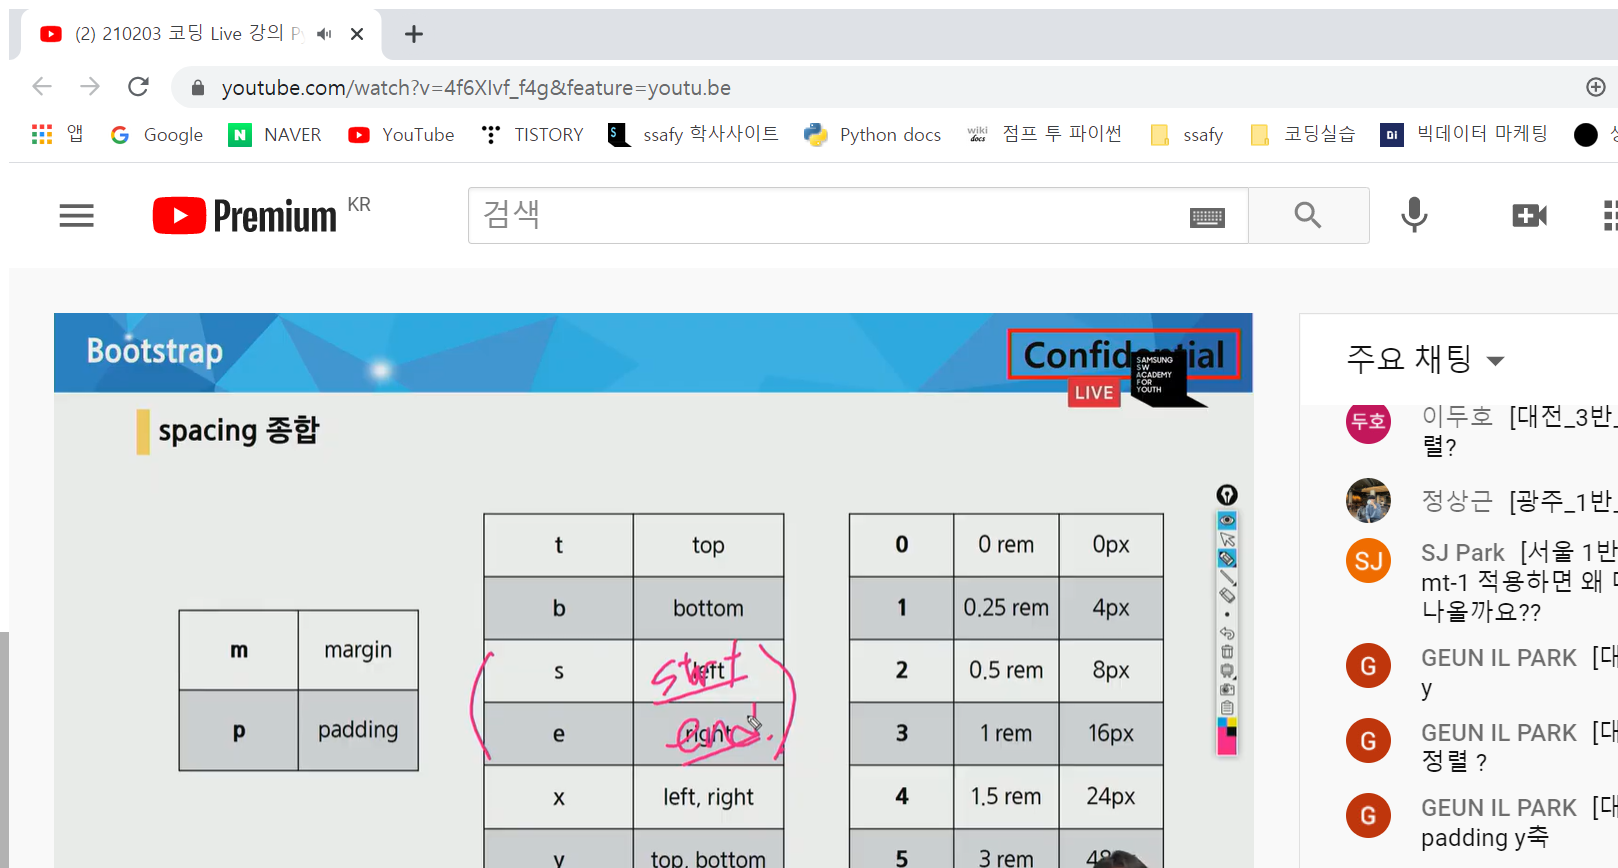 (2) 210203 코딩 Live 강의
youtube.com/watch?v=4f6XIvf_f4g&feature=youtu.be
앱 Google NAVER YouTube TISTORY ssafy 학사사이트 Python docs 점프 투 파이썬 ssafy 코딩실습 빅데이터 마케팅
Premium KR
검색
Bootstrap
Confidential
SAMSUNG
SW
ACADEMY
FOR
YOUTH
LIVE
spacing 종합
m margin
p padding
t top
b bottom
s left start
e right end.
x left, right
y top, bottom
0 0 rem 0px
1 0.25 rem 4px
2 0.5 rem 8px
3 1 rem 16px
4 1.5 rem 24px
5 3 rem
주요 채팅
두호 이두호 [대전_3반_
렬?
정상근 [광주_1반_
SJ SJ Park [서울 1반
mt-1 적용하면 왜
나올까요??
G GEUN IL PARK [대
y
G GEUN IL PARK [대
정렬 ?
G GEUN IL PARK [대
padding y축